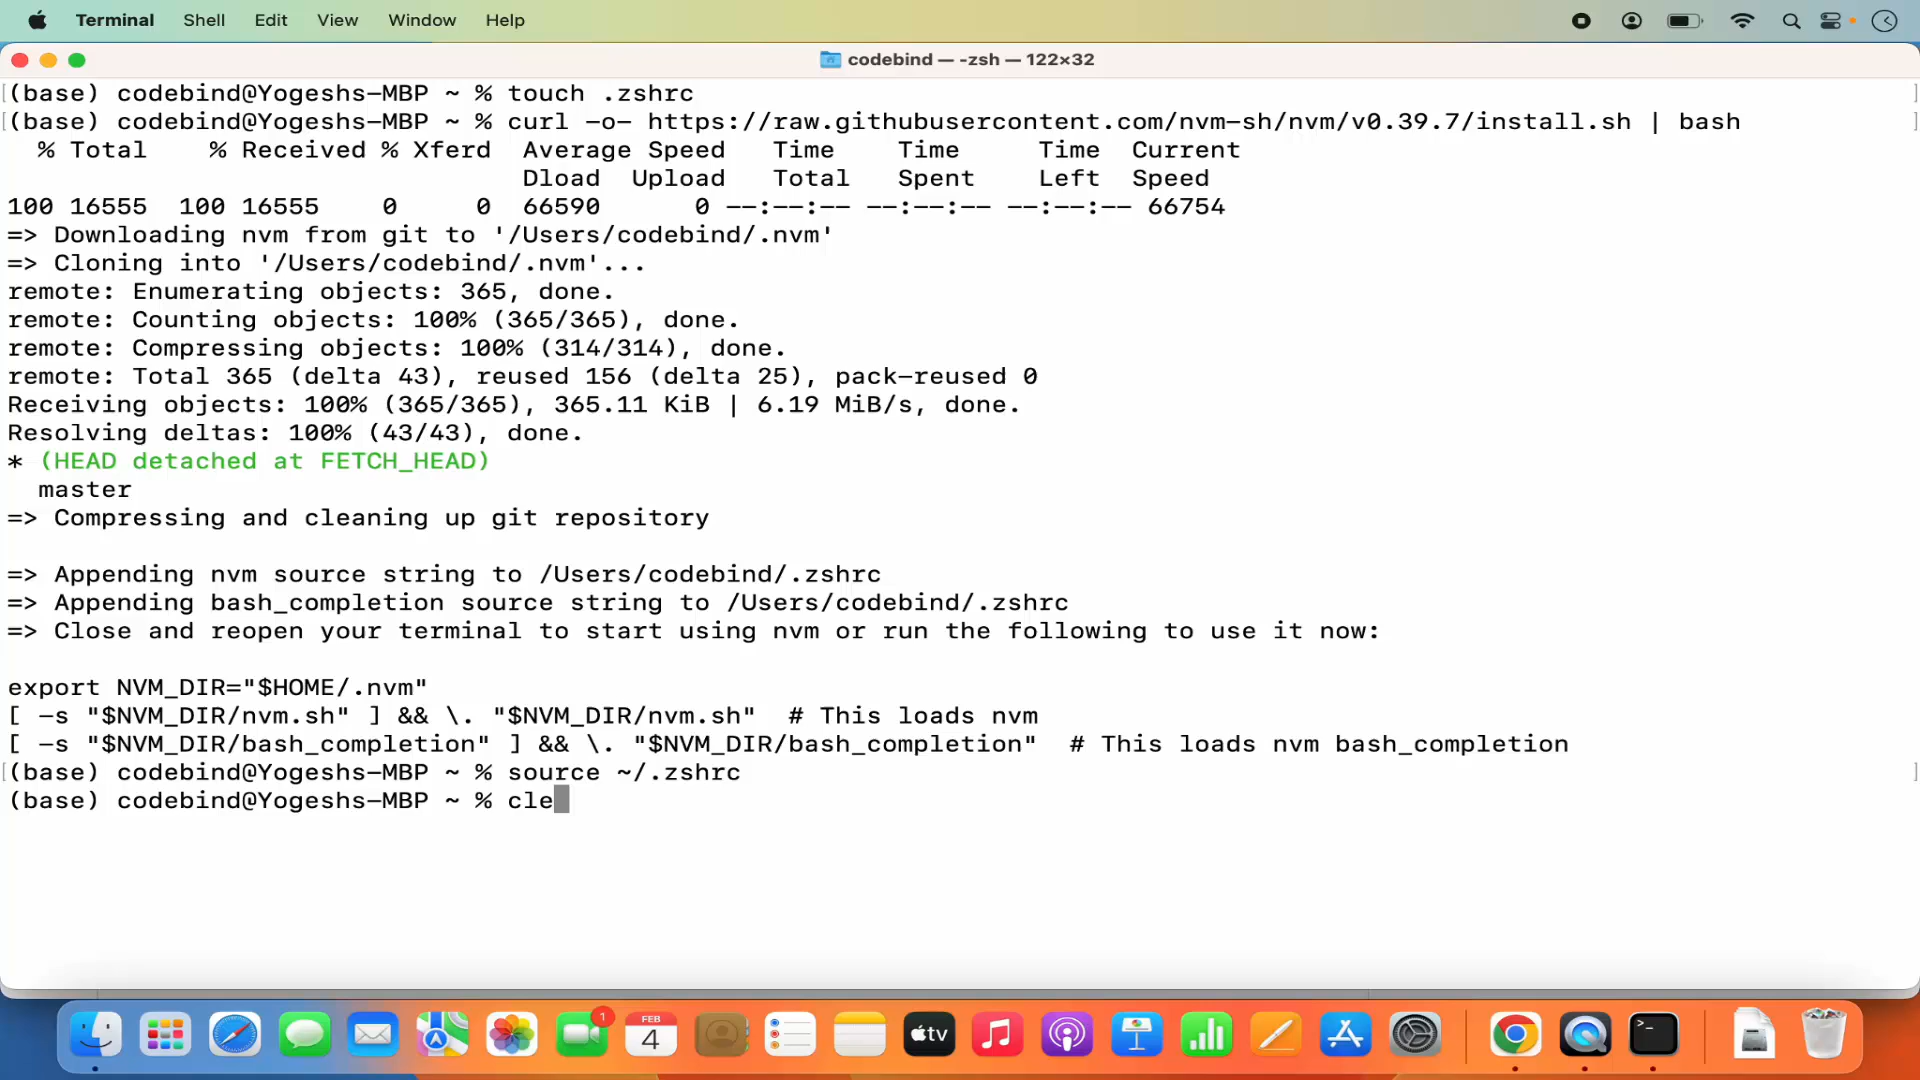 Terminal Shell Edit View Window Help
codebind — -zsh — 122×32
(base) codebind@Yogeshs-MBP ~ % touch .zshrc
(base) codebind@Yogeshs-MBP ~ % curl -o- https://raw.githubusercontent.com/nvm-sh/nvm/v0.39.7/install.sh | bash
% Total % Received % Xferd Average Speed Time Time Time Current
Dload Upload Total Spent Left Speed
100 16555 100 16555 0 0 66590 0 --:--:-- --:--:-- --:--:-- 66754
=> Downloading nvm from git to '/Users/codebind/.nvm'
=> Cloning into '/Users/codebind/.nvm'...
remote: Enumerating objects: 365, done.
remote: Counting objects: 100% (365/365), done.
remote: Compressing objects: 100% (314/314), done.
remote: Total 365 (delta 43), reused 156 (delta 25), pack-reused 0
Receiving objects: 100% (365/365), 365.11 KiB | 6.19 MiB/s, done.
Resolving deltas: 100% (43/43), done.
* (HEAD detached at FETCH_HEAD)
master
=> Compressing and cleaning up git repository
=> Appending nvm source string to /Users/codebind/.zshrc
=> Appending bash_completion source string to /Users/codebind/.zshrc
=> Close and reopen your terminal to start using nvm or run the following to use it now:
export NVM_DIR="$HOME/.nvm"
[ -s "$NVM_DIR/nvm.sh" ] && \. "$NVM_DIR/nvm.sh"  # This loads nvm
[ -s "$NVM_DIR/bash_completion" ] && \. "$NVM_DIR/bash_completion"  # This loads nvm bash_completion
(base) codebind@Yogeshs-MBP ~ % source ~/.zshrc
(base) codebind@Yogeshs-MBP ~ % cle
1
FEB
4
tv
>_